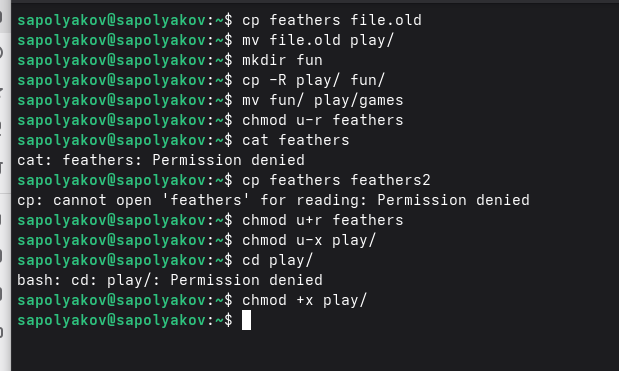 sapolyakov@sapolyakov:~$ cp feathers file.old
sapolyakov@sapolyakov:~$ mv file.old play/
sapolyakov@sapolyakov:~$ mkdir fun
sapolyakov@sapolyakov:~$ cp -R play/ fun/
sapolyakov@sapolyakov:~$ mv fun/ play/games
sapolyakov@sapolyakov:~$ chmod u-r feathers
sapolyakov@sapolyakov:~$ cat feathers
cat: feathers: Permission denied
sapolyakov@sapolyakov:~$ cp feathers feathers2
cp: cannot open 'feathers' for reading: Permission denied
sapolyakov@sapolyakov:~$ chmod u+r feathers
sapolyakov@sapolyakov:~$ chmod u-x play/
sapolyakov@sapolyakov:~$ cd play/
bash: cd: play/: Permission denied
sapolyakov@sapolyakov:~$ chmod +x play/
sapolyakov@sapolyakov:~$